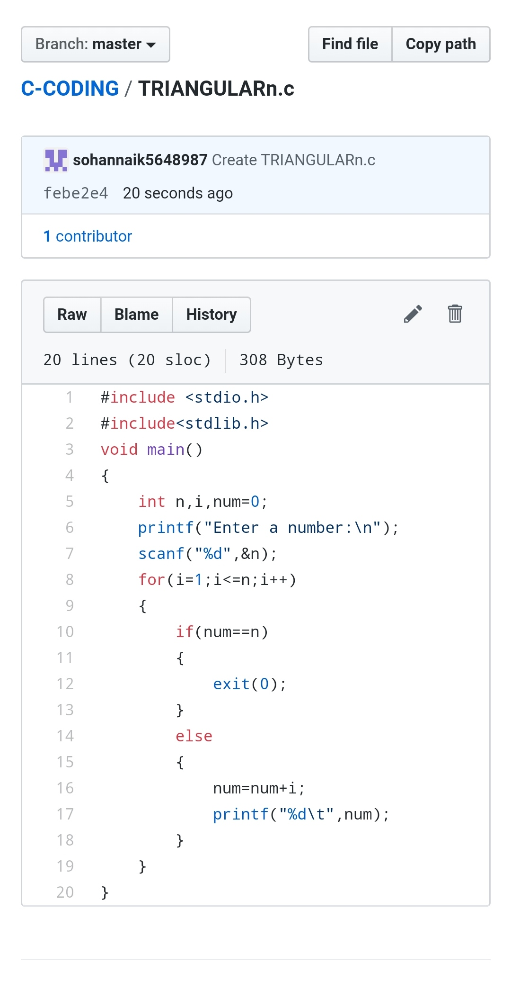 Branch: master
Find file
Copy path
C-CODING / TRIANGULARn.c
sohannaik5648987 Create TRIANGULARn.c
febe2e4 20 seconds ago
1 contributor
Raw
Blame
History
20 lines (20 sloc)
308 Bytes
1 #include <stdio.h>
2 #include<stdlib.h>
3 void main()
4 {
5     int n,i,num=0;
6     printf("Enter a number:\n");
7     scanf("%d",&n);
8     for(i=1;i<=n;i++)
9     {
10         if(num==n)
11         {
12             exit(0);
13         }
14         else
15         {
16             num=num+i;
17             printf("%d\t",num);
18         }
19     }
20 }